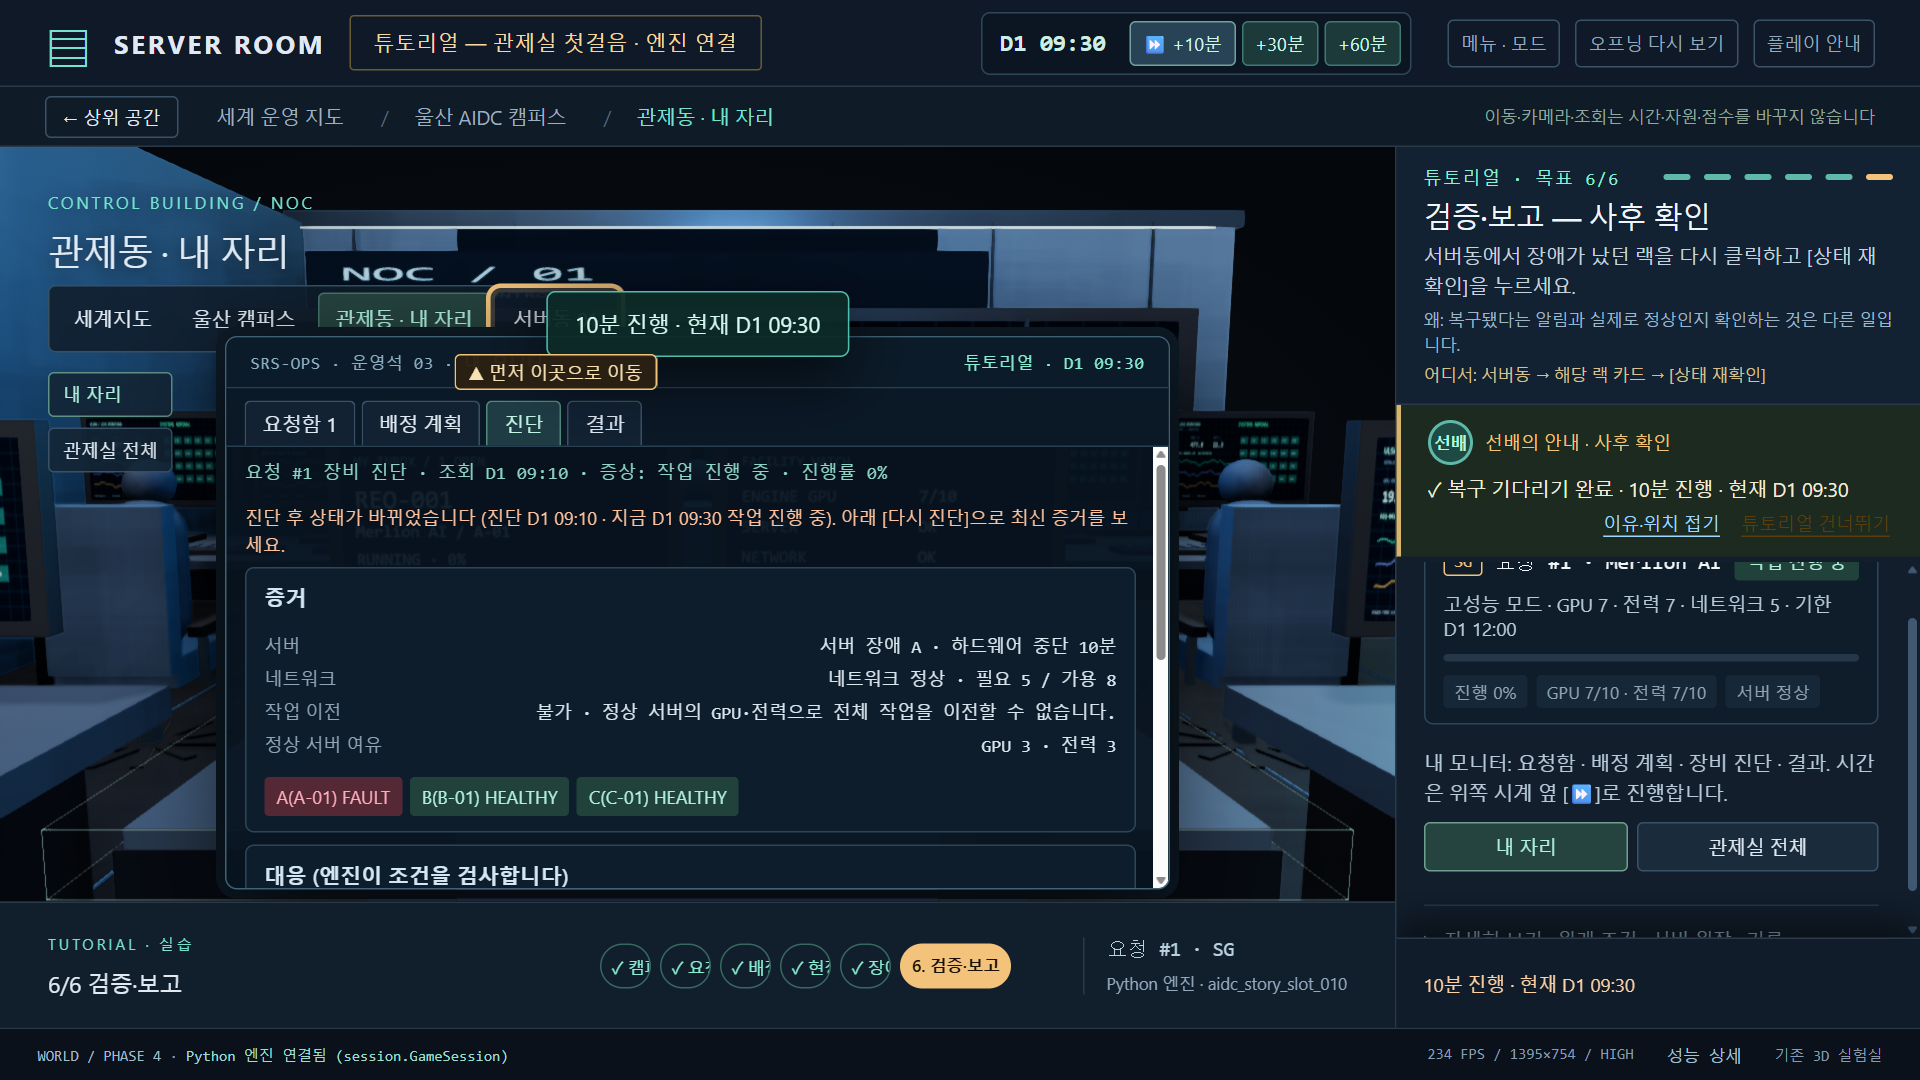 SERVER ROOM
튜토리얼 — 관제실 첫걸음 · 엔진 연결
D1 09:30
⏩ +10분
+30분
+60분
메뉴 · 모드
오프닝 다시 보기
플레이 안내
← 상위 공간
세계 운영 지도 / 울산 AIDC 캠퍼스 / 관제동 · 내 자리
이동·카메라·조회는 시간·자원·점수를 바꾸지 않습니다
CONTROL BUILDING / NOC
관제동 · 내 자리
NOC / 01
세계지도
울산 캠퍼스
관제동 · 내 자리
10분 진행 · 현재 D1 09:30
내 자리
관제실 전체
SRS-OPS · 운영석 03 ·
▲ 먼저 이곳으로 이동
튜토리얼 · D1 09:30
요청함 1
배정 계획
진단
결과
요청 #1 장비 진단 · 조회 D1 09:10 · 증상: 작업 진행 중 · 진행률 0%
진단 후 상태가 바뀌었습니다 (진단 D1 09:10 · 지금 D1 09:30 작업 진행 중). 아래 [다시 진단]으로 최신 증거를 보
세요.
증거
서버 서버 장애 A · 하드웨어 중단 10분
네트워크 네트워크 정상 · 필요 5 / 가용 8
작업 이전 불가 · 정상 서버의 GPU·전력으로 전체 작업을 이전할 수 없습니다.
정상 서버 여유 GPU 3 · 전력 3
A(A-01) FAULT
B(B-01) HEALTHY
C(C-01) HEALTHY
대응 (엔진이 조건을 검사합니다)
튜토리얼 · 목표 6/6
검증·보고 — 사후 확인
서버동에서 장애가 났던 랙을 다시 클릭하고 [상태 재
확인]을 누르세요.
왜: 복구됐다는 알림과 실제로 정상인지 확인하는 것은 다른 일입
니다.
어디서: 서버동 → 해당 랙 카드 → [상태 재확인]
선배
선배의 안내 · 사후 확인
✓ 복구 기다리기 완료 · 10분 진행 · 현재 D1 09:30
이유·위치 접기
튜토리얼 건너뛰기
SG 요청 #1 · Merlion AI 작업 진행 중
고성능 모드 · GPU 7 · 전력 7 · 네트워크 5 · 기한
D1 12:00
진행 0%
GPU 7/10 · 전력 7/10
서버 정상
내 모니터: 요청함 · 배정 계획 · 장비 진단 · 결과. 시간
은 위쪽 시계 옆 [⏩]로 진행합니다.
내 자리
관제실 전체
10분 진행 · 현재 D1 09:30
TUTORIAL · 실습
6/6 검증·보고
6. 검증·보고
요청 #1 · SG
Python 엔진 · aidc_story_slot_010
WORLD / PHASE 4 · Python 엔진 연결됨 (session.GameSession)
234 FPS / 1395×754 / HIGH
성능 상세
기존 3D 실험실